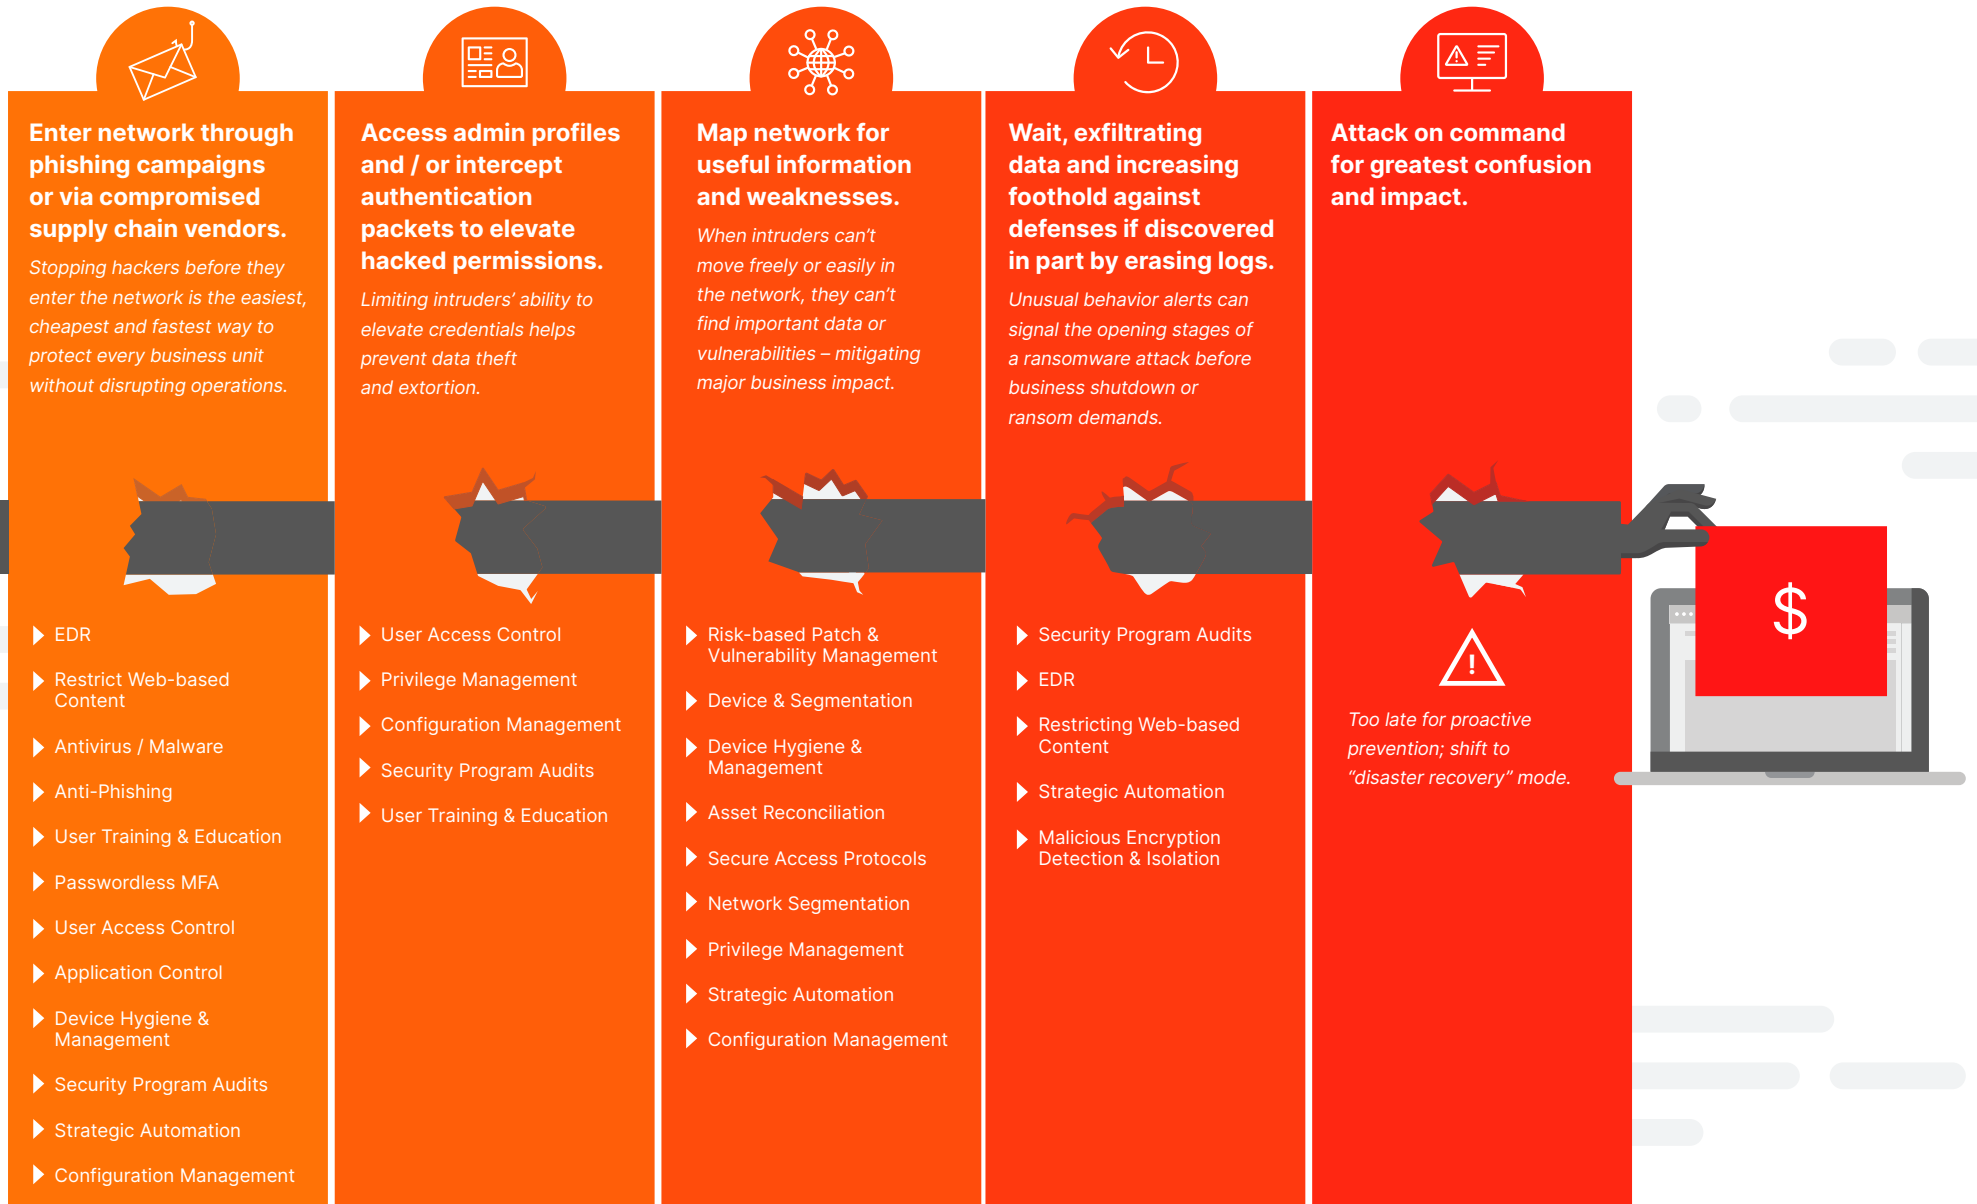 Enter network through
phishing campaigns
or via compromised
supply chain vendors.
Stopping hackers before they
enter the network is the easiest,
cheapest and fastest way to
protect every business unit
without disrupting operations.
EDR
Restrict Web-based
Content
Antivirus / Malware
Anti-Phishing
User Training & Education
Passwordless MFA
User Access Control
Application Control
Device Hygiene &
Management
Security Program Audits
Strategic Automation
Configuration Management
Access admin profiles
and / or intercept
authentication
packets to elevate
hacked permissions.
Limiting intruders’ ability to
elevate credentials helps
prevent data theft
and extortion.
User Access Control
Privilege Management
Configuration Management
Security Program Audits
User Training & Education
Map network for
useful information
and weaknesses.
When intruders can’t
move freely or easily in
the network, they can’t
find important data or
vulnerabilities – mitigating
major business impact.
Risk-based Patch &
Vulnerability Management
Device & Segmentation
Device Hygiene &
Management
Asset Reconciliation
Secure Access Protocols
Network Segmentation
Privilege Management
Strategic Automation
Configuration Management
Wait, exfiltrating
data and increasing
foothold against
defenses if discovered
in part by erasing logs.
Unusual behavior alerts can
signal the opening stages of
a ransomware attack before
business shutdown or
ransom demands.
Security Program Audits
EDR
Restricting Web-based
Content
Strategic Automation
Malicious Encryption
Detection & Isolation
Attack on command
for greatest confusion
and impact.
!
Too late for proactive
prevention; shift to
“disaster recovery” mode.
$